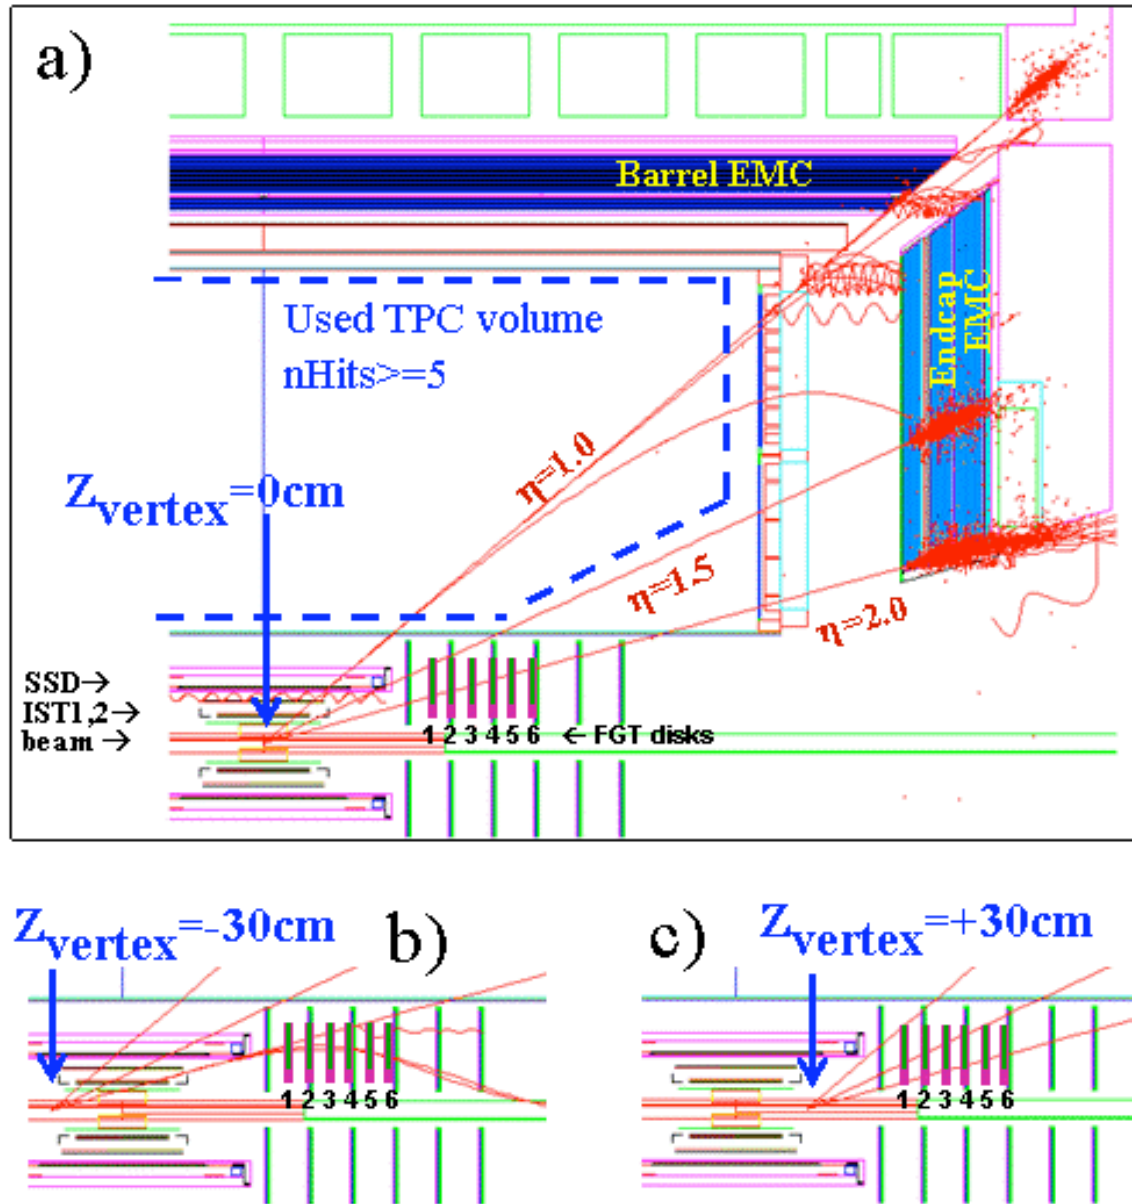 a)
Barrel EMC
Endcap
EMC
Used TPC volume
nHits>=5
Zvertex=0cm
η=1.0
η=1.5
η=2.0
SSD→
IST1,2→
beam →
1 2 3 4 5 6 ← FGT disks
Zvertex=-30cm
b)
1 2 3 4 5 6
c)
Zvertex=+30cm
1 2 3 4 5 6